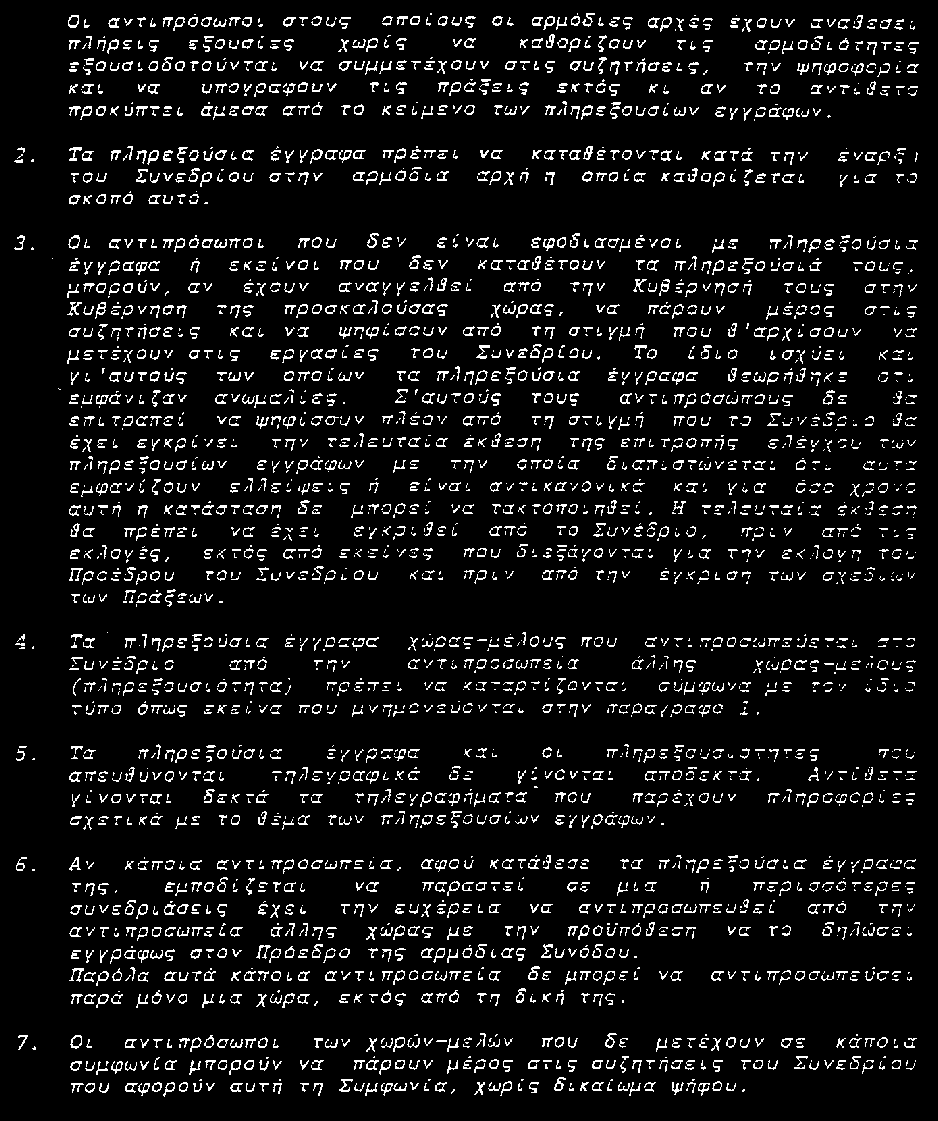 Οι αντιπρόσωποι στους οποίους οι αρμόδιες αρχές έχουν αναθέσει
πλήρεις εξουσίες χωρίς να καθορίζουν τις αρμοδιότητες
εξουσιοδοτούνται να συμμετέχουν στις συζητήσεις, την ψηφοφορία
και να υπογράφουν τις πράξεις εκτός κι αν το αντίθετο
προκύπτει άμεσα από το κείμενο των πληρεξουσίων εγγράφων.
2. Τα πληρεξούσια έγγραφα πρέπει να καταθέτονται κατά την έναρξη
του Συνεδρίου στην αρμόδια αρχή η οποία καθορίζεται για το
σκοπό αυτό.
3. Οι αντιπρόσωποι που δεν είναι εφοδιασμένοι με πληρεξούσια
έγγραφα ή εκείνοι που δεν καταθέτουν τα πληρεξούσιά τους,
μπορούν, αν έχουν αναγγελθεί από την Κυβέρνησή τους στην
Κυβέρνηση της προσκαλούσας χώρας, να πάρουν μέρος στις
συζητήσεις και να ψηφίσουν από τη στιγμή που θ'αρχίσουν να
μετέχουν στις εργασίες του Συνεδρίου. Το ίδιο ισχύει και
γι'αυτούς των οποίων τα πληρεξούσια έγγραφα θεωρήθηκε ότι
εμφάνιζαν ανωμαλίες. Σ'αυτούς τους αντιπροσώπους δε θα
επιτραπεί να ψηφίσουν πλέον από τη στιγμή που το Συνέδριο θα
έχει εγκρίνει την τελευταία έκθεση της επιτροπής ελέγχου των
πληρεξουσίων εγγράφων με την οποία διαπιστώνεται ότι αυτά
εμφανίζουν ελλείψεις ή είναι αντικανονικά και για όσο χρόνο
αυτή η κατάσταση δε μπορεί να τακτοποιηθεί. Η τελευταία έκθεση
θα πρέπει να έχει εγκριθεί από το Συνέδριο, πριν από τις
εκλογές, εκτός από εκείνες που διεξάγονται για την εκλογή του
Προέδρου του Συνεδρίου και πριν από την έγκριση των σχεδίων
των Πράξεων.
4. Τα πληρεξούσια έγγραφα χώρας-μέλους που αντιπροσωπεύεται στο
Συνέδριο από την αντιπροσωπεία άλλης χώρας-μέλους
(πληρεξουσιότητα) πρέπει να καταρτίζονται σύμφωνα με τον ίδιο
τύπο όπως εκείνα που μνημονεύονται στην παράγραφο 1.
5. Τα πληρεξούσια έγγραφα και οι πληρεξουσιότητες που
απευθύνονται τηλεγραφικά δε γίνονται αποδεκτά. Αντίθετα
γίνονται δεκτά τα τηλεγραφήματα που παρέχουν πληροφορίες
σχετικά με το θέμα των πληρεξουσίων εγγράφων.
6. Αν κάποια αντιπροσωπεία, αφού κατάθεσε τα πληρεξούσια έγγραφα
της, εμποδίζεται να παραστεί σε μια ή περισσότερες
συνεδριάσεις έχει την ευχέρεια να αντιπροσωπευθεί από την
αντιπροσωπεία άλλης χώρας με την προϋπόθεση να το δηλώσει
εγγράφως στον Πρόεδρο της αρμόδιας Συνόδου.
Παρόλα αυτά κάποια αντιπροσωπεία δε μπορεί να αντιπροσωπεύσει
παρά μόνο μια χώρα, εκτός από τη δική της.
7. Οι αντιπρόσωποι των χωρών-μελών που δε μετέχουν σε κάποια
συμφωνία μπορούν να πάρουν μέρος στις συζητήσεις του Συνεδρίου
που αφορούν αυτή τη Συμφωνία, χωρίς δικαίωμα ψήφου.